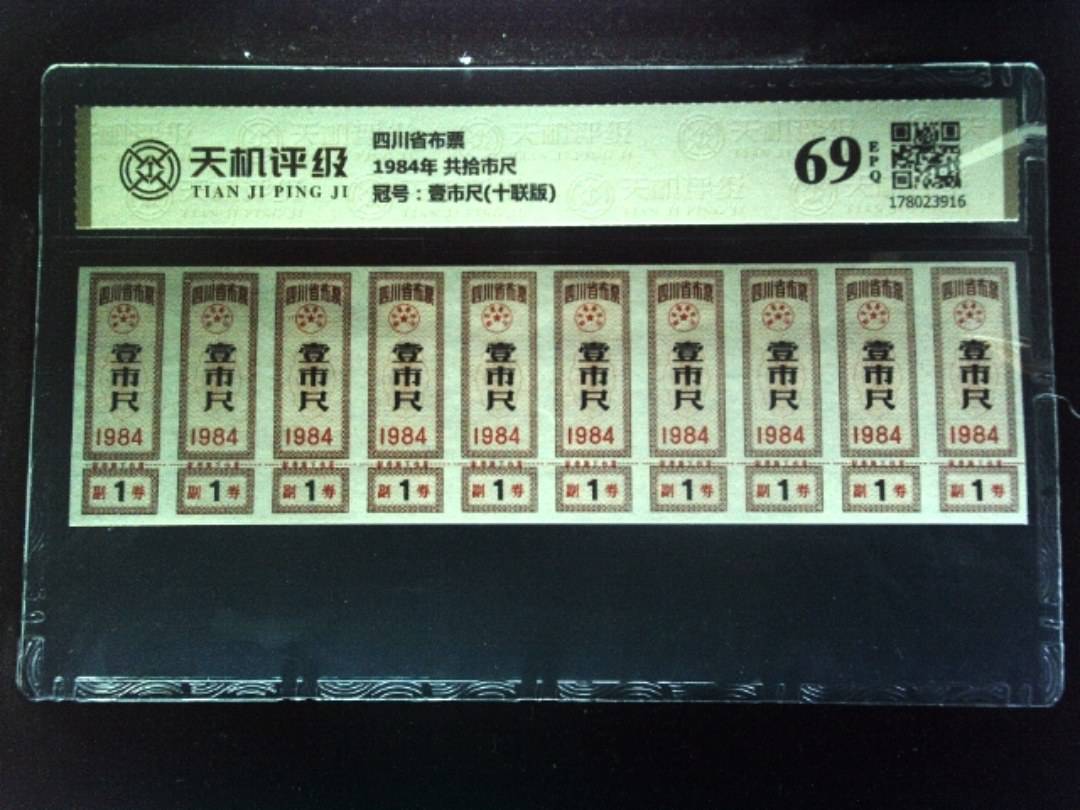 天机评级
TIAN JI PING JI
四川省布票
1984年 共拾市尺
冠号：壹市尺(十联版)
69
EPQ
178023916
四川省布票 四川省布票 四川省布票 四川省布票 四川省布票 四川省布票 四川省布票 四川省布票 四川省布票 四川省布票
壹市尺 壹市尺 壹市尺 壹市尺 壹市尺 壹市尺 壹市尺 壹市尺 壹市尺 壹市尺
1984 1984 1984 1984 1984 1984 1984 1984 1984 1984
副1券 副1券 副1券 副1券 副1券 副1券 副1券 副1券 副1券 副1券